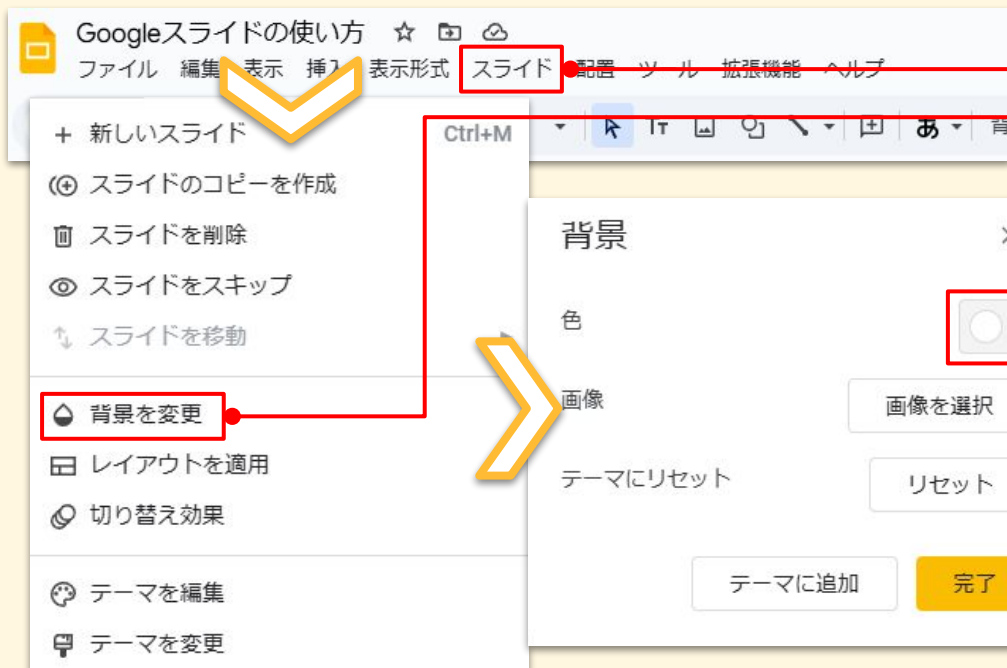 Googleスライドの使い方
ファイル 編集 表示 挿入 表示形式 スライド 配置 ツール 拡張機能 ヘルプ
あ 背
+ 新しいスライド Ctrl+M
スライドのコピーを作成
スライドを削除
スライドをスキップ
スライドを移動
背景を変更
レイアウトを適用
切り替え効果
テーマを編集
テーマを変更
背景
色
画像 画像を選択
テーマにリセット リセット
テーマに追加 完了